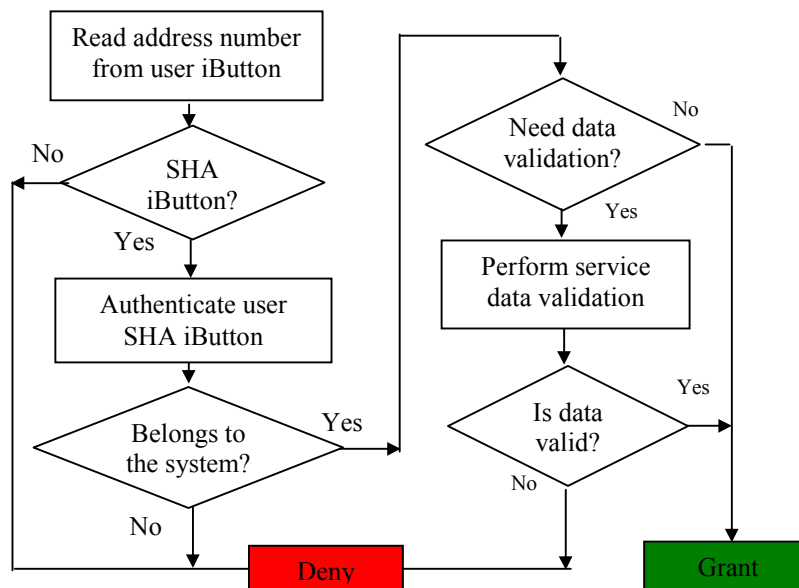 Read address number
from user iButton
No
SHA
iButton?
Yes
Authenticate user
SHA iButton
Belongs to
the system?
Yes
No
Deny
Need data
validation?
No
Yes
Perform service
data validation
Is data
valid?
Yes
No
Grant